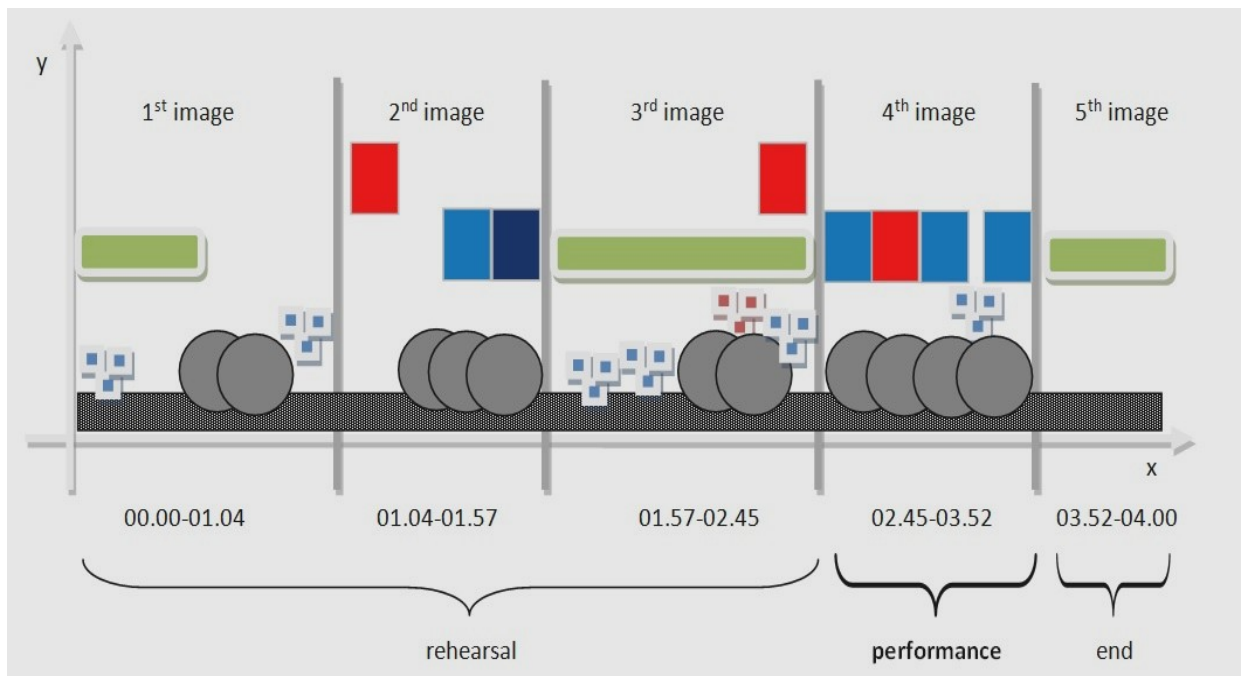 y
1st image 2nd image 3rd image 4th image 5th image
x
00.00-01.04 01.04-01.57 01.57-02.45 02.45-03.52 03.52-04.00
rehearsal performance end